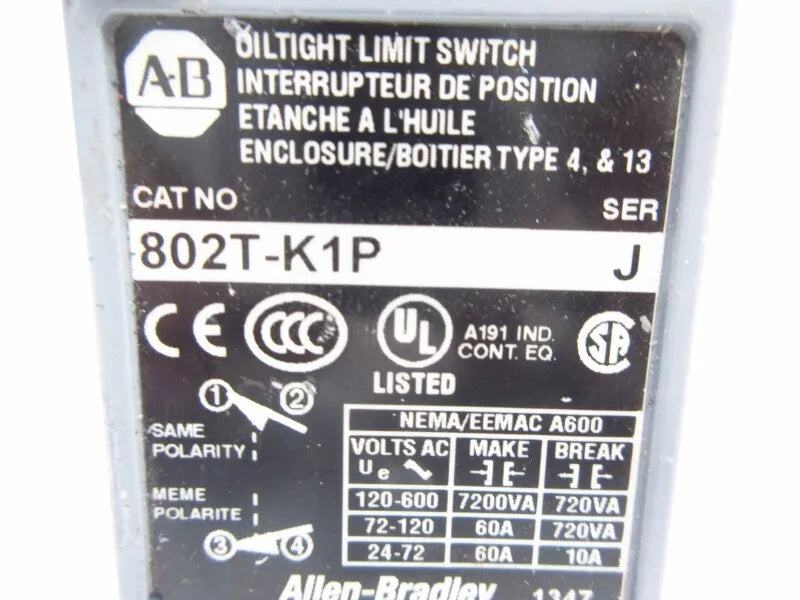 A-B
OILTIGHT LIMIT SWITCH
INTERRUPTEUR DE POSITION
ETANCHE A L'HUILE
ENCLOSURE/BOITIER TYPE 4, & 13
CAT NO SER
802T-K1P J
CE CCC UL LISTED A191 IND. CONT. EQ. SA
1 2
SAME
POLARITY
MEME
POLARITE
3 4
NEMA/EEMAC A600
VOLTS AC MAKE BREAK
Ue
120-600 7200VA 720VA
72-120 60A 720VA
24-72 60A 10A
Allen-Bradley 1347